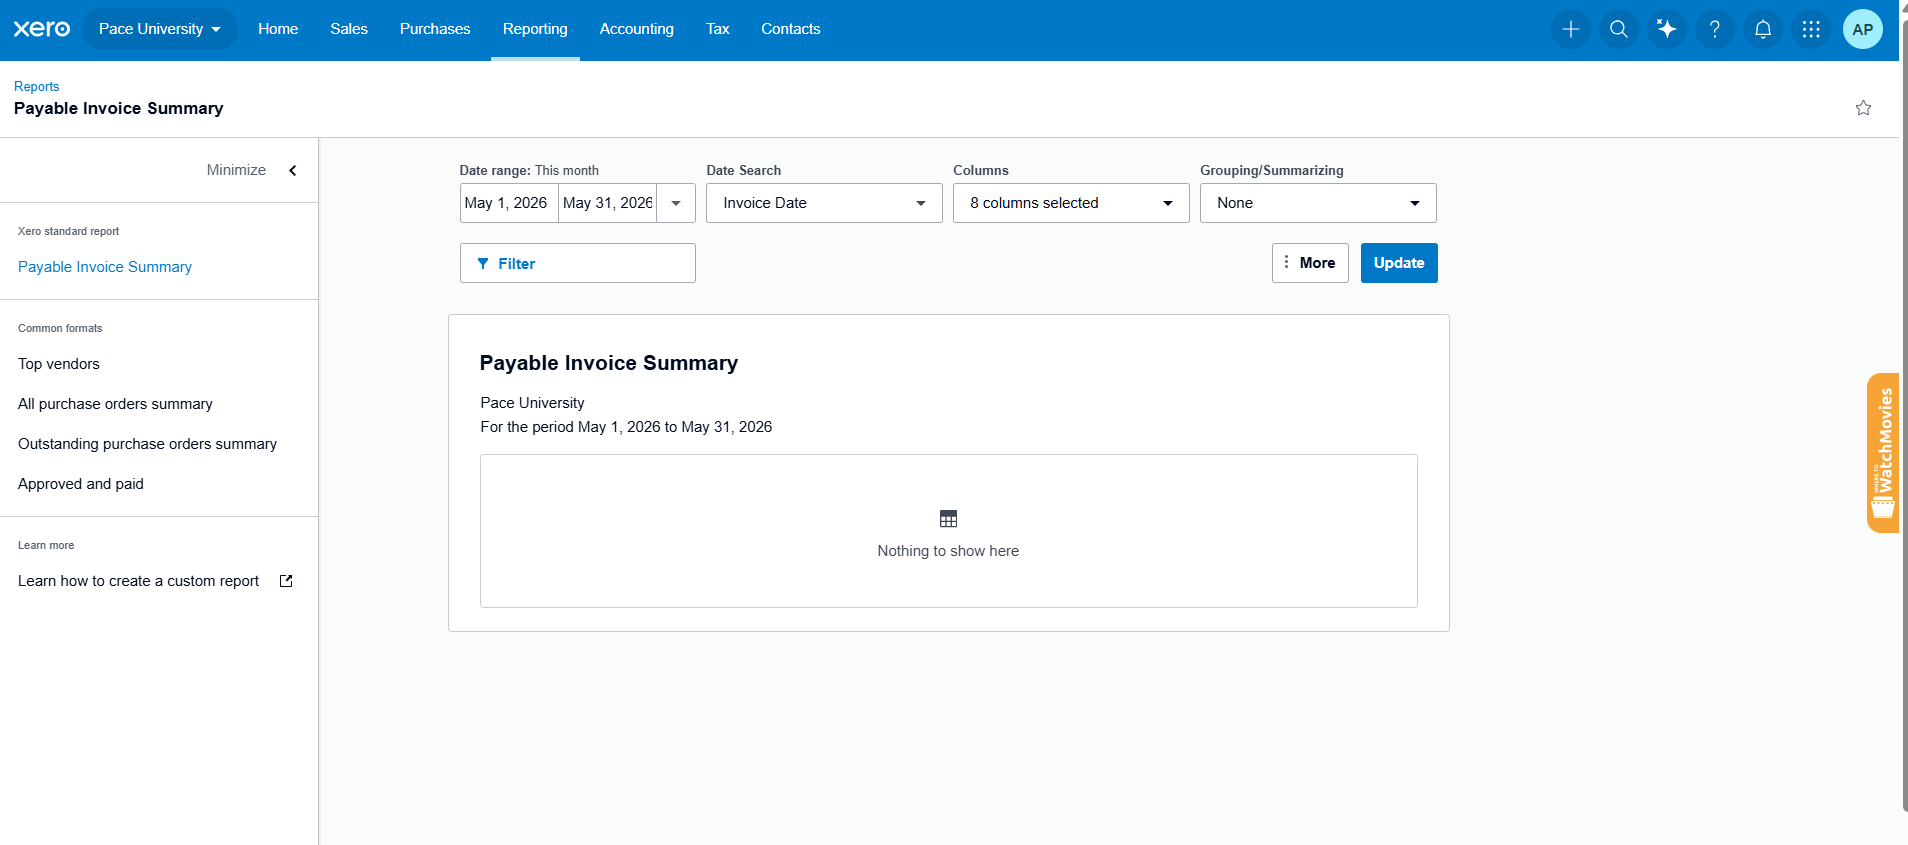 xero
Pace University
Home
Sales
Purchases
Reporting
Accounting
Tax
Contacts
AP
Reports
Payable Invoice Summary
Minimize
Xero standard report
Payable Invoice Summary
Common formats
Top vendors
All purchase orders summary
Outstanding purchase orders summary
Approved and paid
Learn more
Learn how to create a custom report
Date range: This month
May 1, 2026
May 31, 2026
Date Search
Invoice Date
Columns
8 columns selected
Grouping/Summarizing
None
Filter
More
Update
Payable Invoice Summary
Pace University
For the period May 1, 2026 to May 31, 2026
Nothing to show here
WHERE TO
WatchMovies